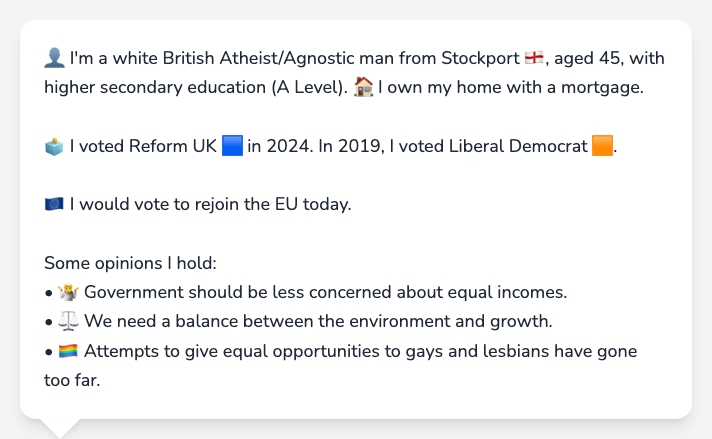 👤 I'm a white British Atheist/Agnostic man from Stockport 🏴󠁧󠁢󠁥󠁮󠁧󠁿, aged 45, with
higher secondary education (A Level). 🏠 I own my home with a mortgage.
🗳️ I voted Reform UK 🟦 in 2024. In 2019, I voted Liberal Democrat 🟧.
🇪🇺 I would vote to rejoin the EU today.
Some opinions I hold:
• 🤷 Government should be less concerned about equal incomes.
• ⚖️ We need a balance between the environment and growth.
• 🏳️‍🌈 Attempts to give equal opportunities to gays and lesbians have gone
too far.